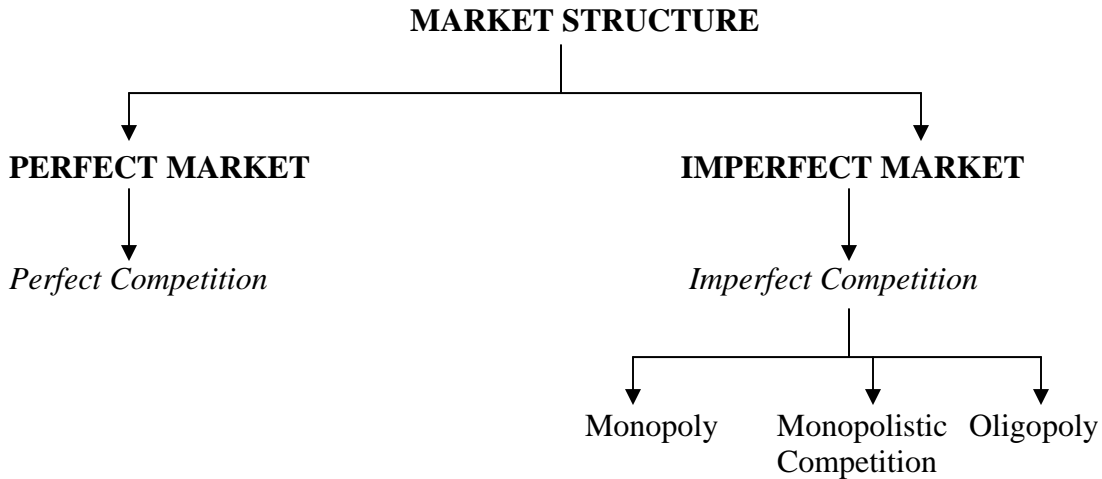 MARKET STRUCTURE
PERFECT MARKET
IMPERFECT MARKET
Perfect Competition
Imperfect Competition
Monopoly
Monopolistic
Competition
Oligopoly